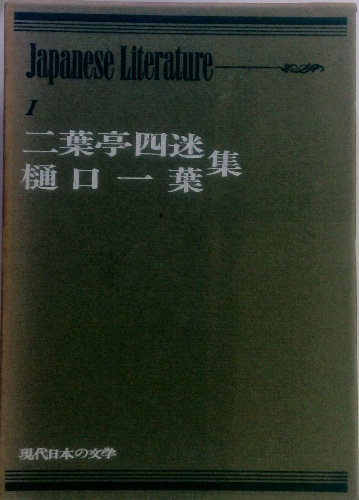 Japanese Literature
I
二葉亭四迷
樋口一葉
集
現代日本の文学